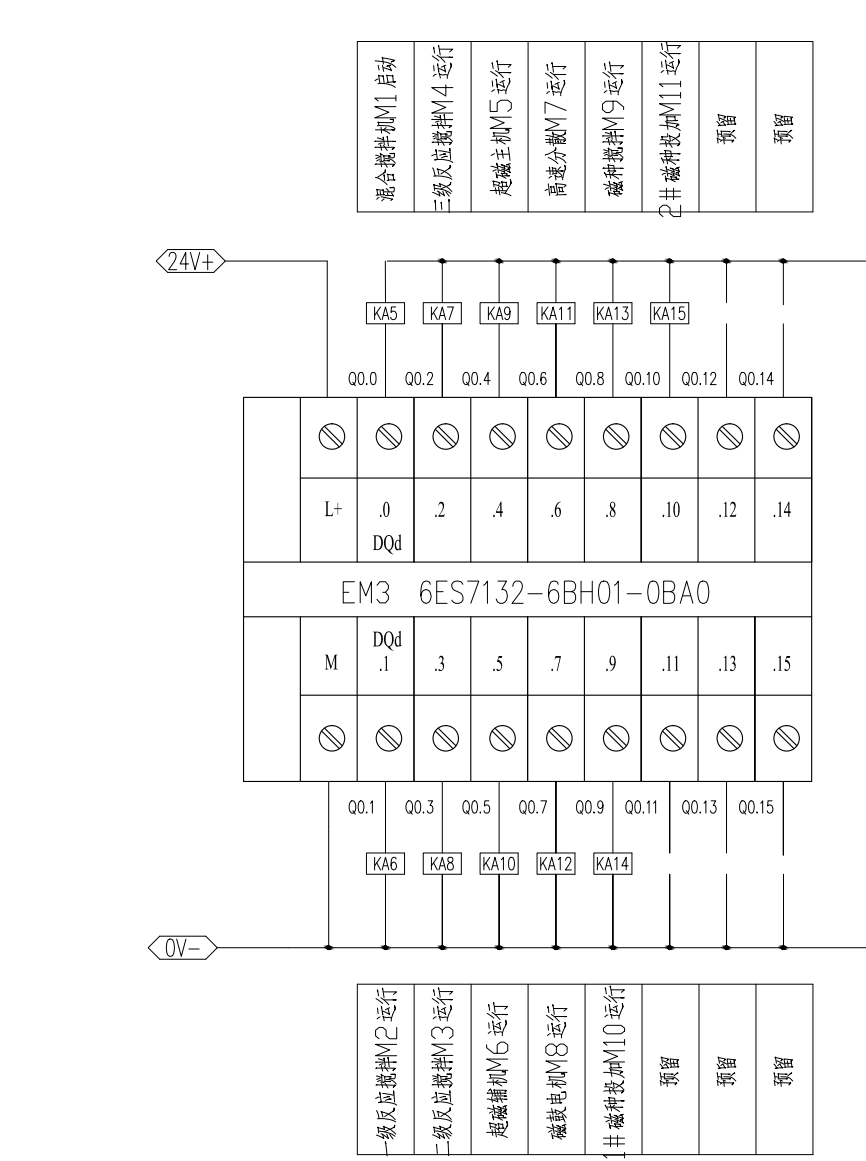 混合搅拌机M1启动
三级反应搅拌M4运行
超磁主机M5运行
高速分散M7运行
磁种搅拌M9运行
2#磁种投加M11运行
预留
预留
24V+
KA5 KA7 KA9 KA11 KA13 KA15
Q0.0 Q0.2 Q0.4 Q0.6 Q0.8 Q0.10 Q0.12 Q0.14
L+ .0 .2 .4 .6 .8 .10 .12 .14
DQd
EM3 6ES7132-6BH01-0BA0
DQd
M .1 .3 .5 .7 .9 .11 .13 .15
Q0.1 Q0.3 Q0.5 Q0.7 Q0.9 Q0.11 Q0.13 Q0.15
KA6 KA8 KA10 KA12 KA14
0V-
一级反应搅拌M2运行
二级反应搅拌M3运行
超磁辅机M6运行
磁鼓电机M8运行
1#磁种投加M10运行
预留
预留
预留